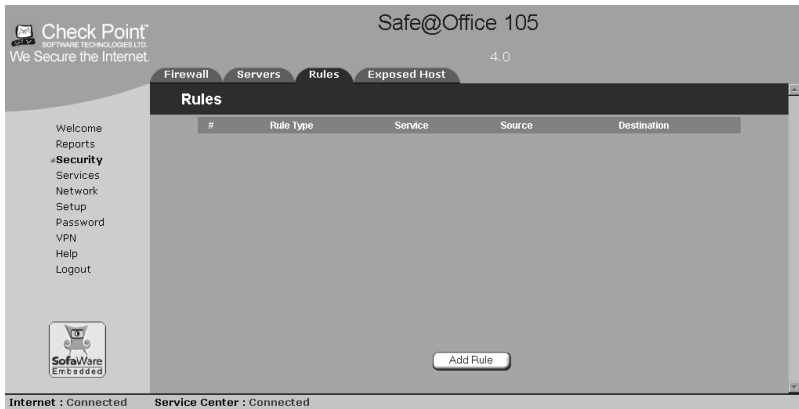 Check Point™
SOFTWARE TECHNOLOGIES LTD.
We Secure the Internet.
Safe@Office 105
4.0
Firewall Servers Rules Exposed Host
Rules
# Rule Type Service Source Destination
Welcome
Reports
Security
Services
Network
Setup
Password
VPN
Help
Logout
SofaWare
Embedded
Add Rule
Internet : Connected Service Center : Connected